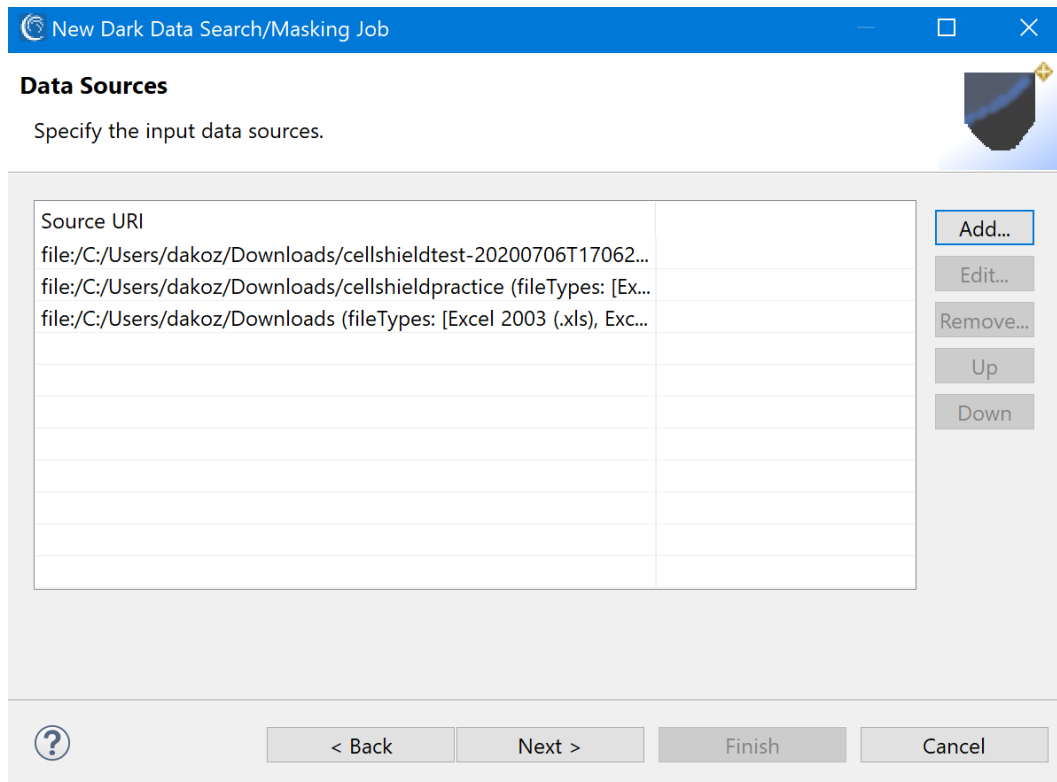 New Dark Data Search/Masking Job
Data Sources
Specify the input data sources.
Source URI
file:/C:/Users/dakoz/Downloads/cellshieldtest-20200706T17062...
file:/C:/Users/dakoz/Downloads/cellshieldpractice (fileTypes: [Ex...
file:/C:/Users/dakoz/Downloads (fileTypes: [Excel 2003 (.xls), Exc...
Add...
Edit...
Remove...
Up
Down
?
< Back
Next >
Finish
Cancel